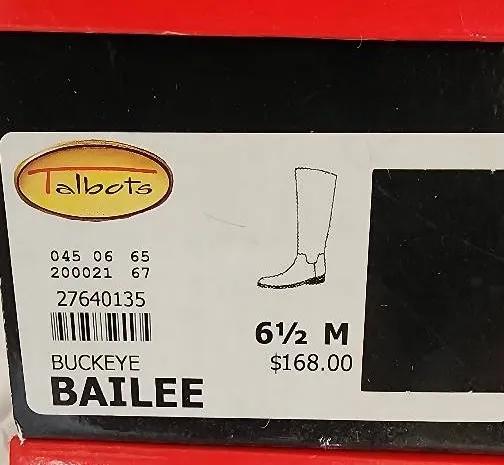 Talbots
045 06 65
200021 67
27640135
6½ M
$168.00
BUCKEYE
BAILEE